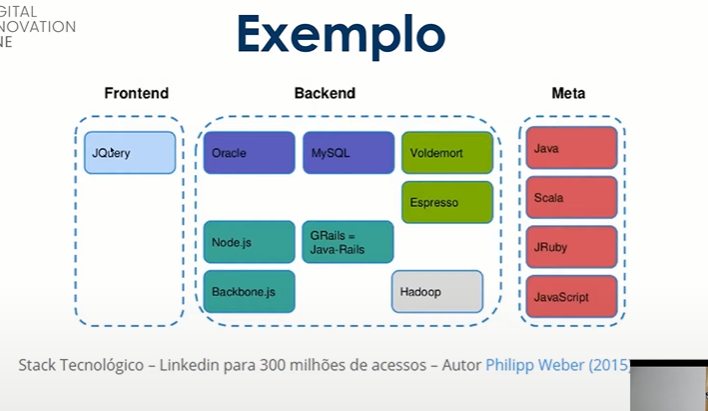 GITAL
NOVATION
NE
Exemplo
Frontend
Backend
Meta
JQuery
Oracle
MySQL
Voldemort
Java
Espresso
Scala
Node.js
GRails =
Java-Rails
JRuby
Backbone.js
Hadoop
JavaScript
Stack Tecnológico – Linkedin para 300 milhões de acessos – Autor Philipp Weber (2015)